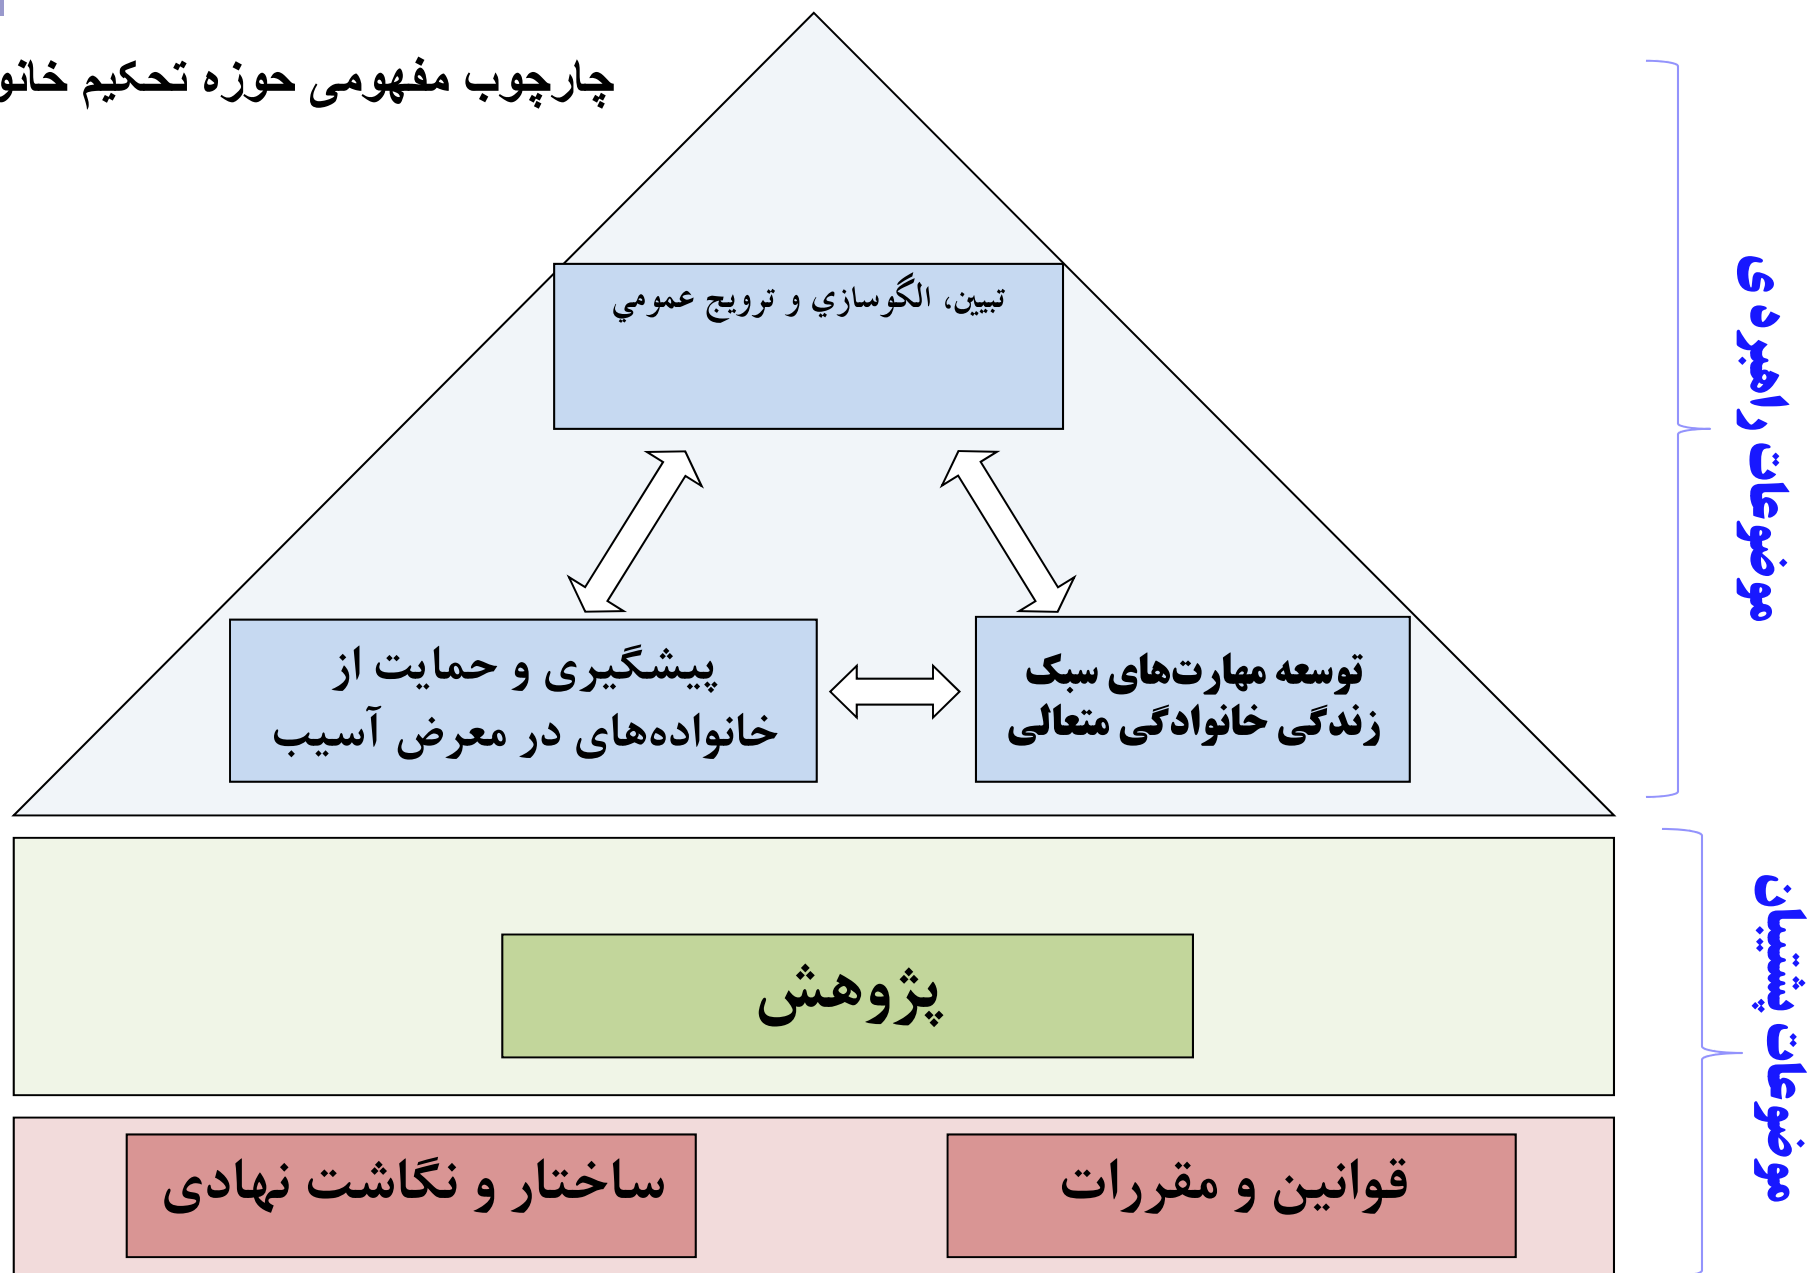 چارچوب مفهومی حوزه تحکیم
تبيين، الگوسازي و ترويج عمومي
توسعه مهارت‌های سبک
زندگی خانوادگی متعالی
پیشگیری و حمایت از
خانواده‌های در معرض آسیب
موضوعات راهبردی
پژوهش
قوانین و مقررات
ساختار و نگاشت نهادی
موضوعات پشتیبان